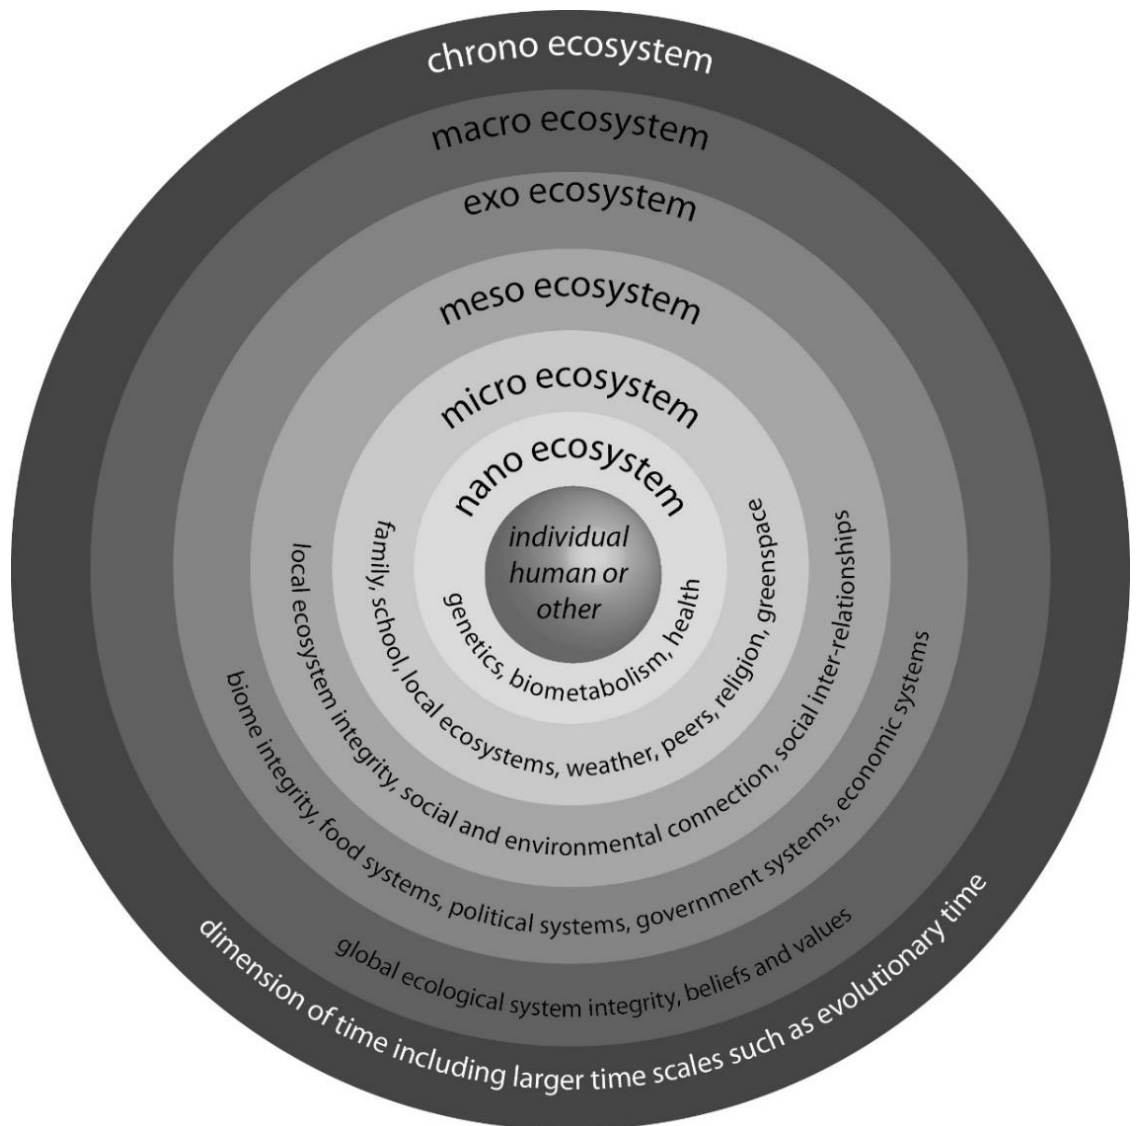 chrono ecosystem
macro ecosystem
exo ecosystem
meso ecosystem
micro ecosystem
nano ecosystem
individual
human or
other
genetics, biometabolism, health
family, school, local ecosystems, weather, peers, religion, greenspace
local ecosystem integrity, social and environmental connection, social inter-relationships
biome integrity, food systems, political systems, government systems, economic systems
global ecological system integrity, beliefs and values
dimension of time including larger time scales such as evolutionary time